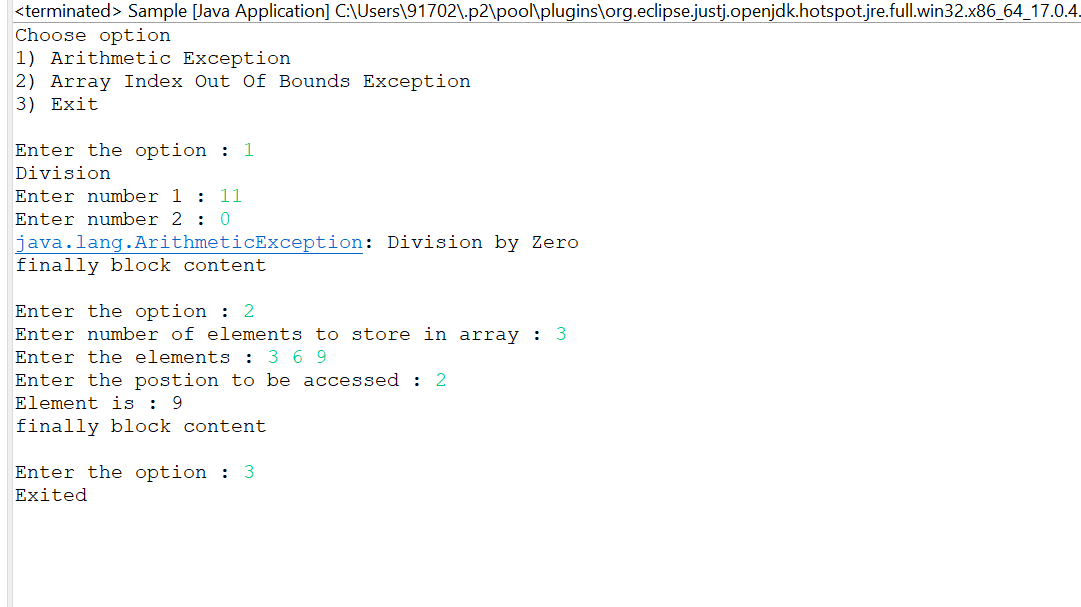 <terminated> Sample [Java Application] C:\Users\91702\.p2\pool\plugins\org.eclipse.justj.openjdk.hotspot.jre.full.win32.x86_64_17.0.4.
Choose option
1) Arithmetic Exception
2) Array Index Out Of Bounds Exception
3) Exit
Enter the option : 1
Division
Enter number 1 : 11
Enter number 2 : 0
java.lang.ArithmeticException: Division by Zero
finally block content
Enter the option : 2
Enter number of elements to store in array : 3
Enter the elements : 3 6 9
Enter the postion to be accessed : 2
Element is : 9
finally block content
Enter the option : 3
Exited